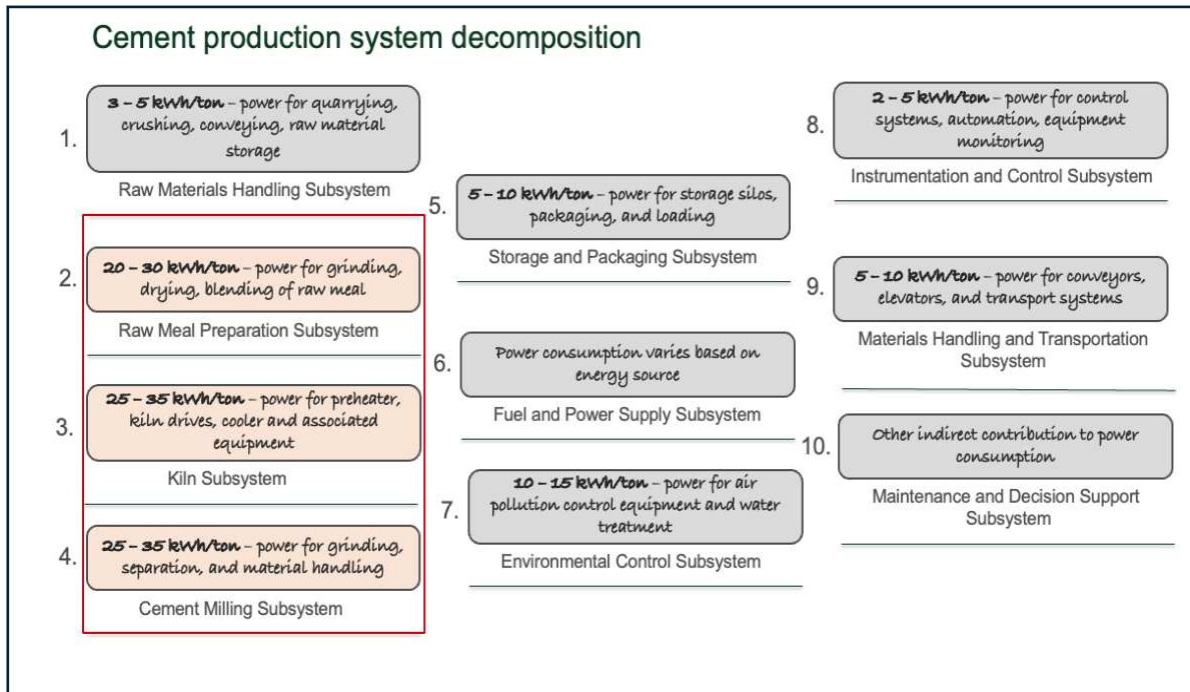 Cement production system decomposition
1.
3 – 5 kWh/ton – power for quarrying,
crushing, conveying, raw material
storage
Raw Materials Handling Subsystem
2.
20 – 30 kWh/ton – power for grinding,
drying, blending of raw meal
Raw Meal Preparation Subsystem
3.
25 – 35 kWh/ton – power for preheater,
kiln drives, cooler and associated
equipment
Kiln Subsystem
4.
25 – 35 kWh/ton – power for grinding,
separation, and material handling
Cement Milling Subsystem
5.
5 – 10 kWh/ton – power for storage silos,
packaging, and loading
Storage and Packaging Subsystem
6.
Power consumption varies based on
energy source
Fuel and Power Supply Subsystem
7.
10 – 15 kWh/ton – power for air
pollution control equipment and water
treatment
Environmental Control Subsystem
8.
2 – 5 kWh/ton – power for control
systems, automation, equipment
monitoring
Instrumentation and Control Subsystem
9.
5 – 10 kWh/ton – power for conveyors,
elevators, and transport systems
Materials Handling and Transportation
Subsystem
10.
Other indirect contribution to power
consumption
Maintenance and Decision Support
Subsystem